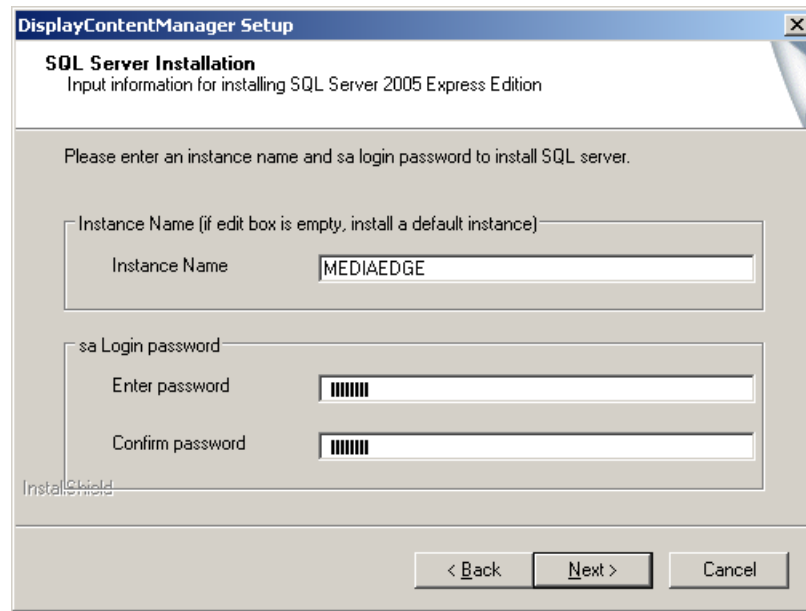 DisplayContentManager Setup
SQL Server Installation
Input information for installing SQL Server 2005 Express Edition
Please enter an instance name and sa login password to install SQL server.
Instance Name (if edit box is empty, install a default instance)
Instance Name
MEDIAEDGE
sa Login password
Enter password
Confirm password
InstallShield
< Back
Next >
Cancel